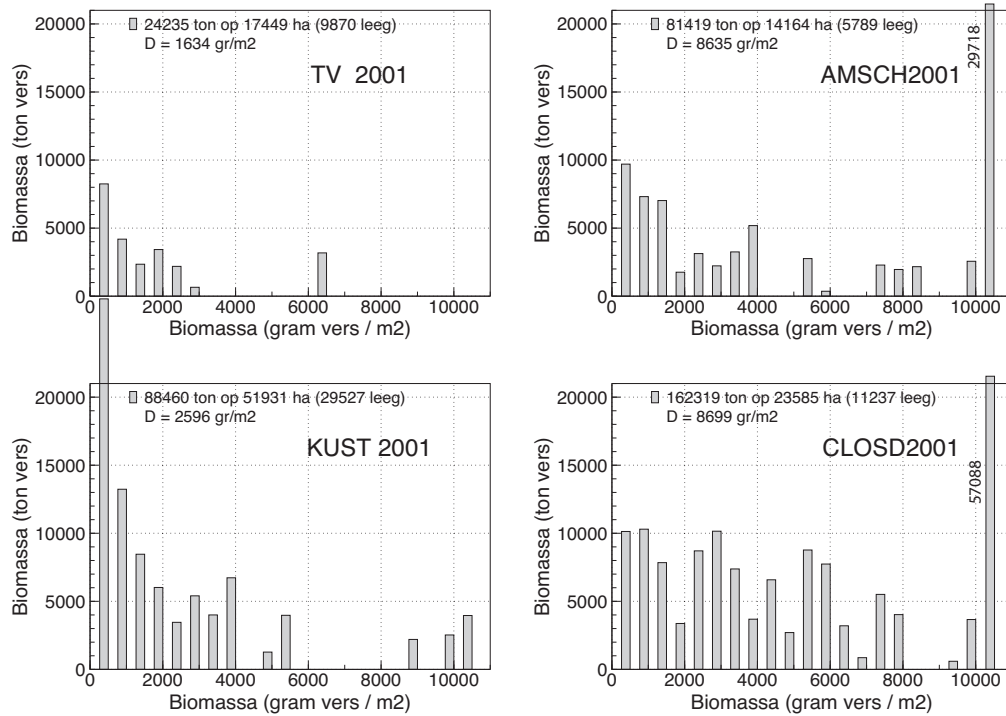 24235 ton op 17449 ha (9870 leeg)
D = 1634 gr/m2
TV 2001
Biomassa (ton vers)
20000
15000
10000
5000
0
0 2000 4000 6000 8000 10000
Biomassa (gram vers / m2)
81419 ton op 14164 ha (5789 leeg)
D = 8635 gr/m2
AMSCH2001
29718
Biomassa (ton vers)
20000
15000
10000
5000
0
0 2000 4000 6000 8000 10000
Biomassa (gram vers / m2)
88460 ton op 51931 ha (29527 leeg)
D = 2596 gr/m2
KUST 2001
Biomassa (ton vers)
20000
15000
10000
5000
0
0 2000 4000 6000 8000 10000
Biomassa (gram vers / m2)
162319 ton op 23585 ha (11237 leeg)
D = 8699 gr/m2
CLOSD2001
57088
Biomassa (ton vers)
20000
15000
10000
5000
0
0 2000 4000 6000 8000 10000
Biomassa (gram vers / m2)